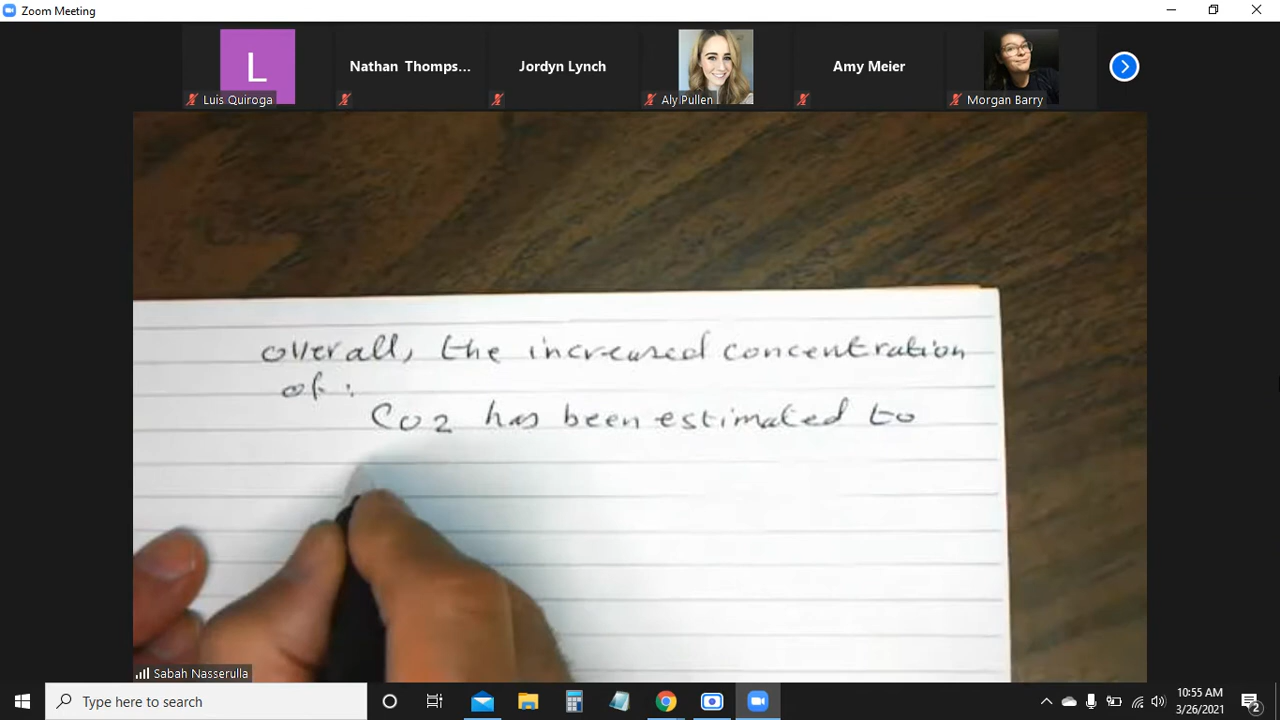 Zoom Meeting
L
Nathan Thomps...
Jordyn Lynch
Amy Meier
Luis Quiroga
Aly Pullen
Morgan Barry
overall, the increased concentration
of :
CO2 has been estimated to
Sabah Nasserulla
Type here to search
10:55 AM
3/26/2021
2